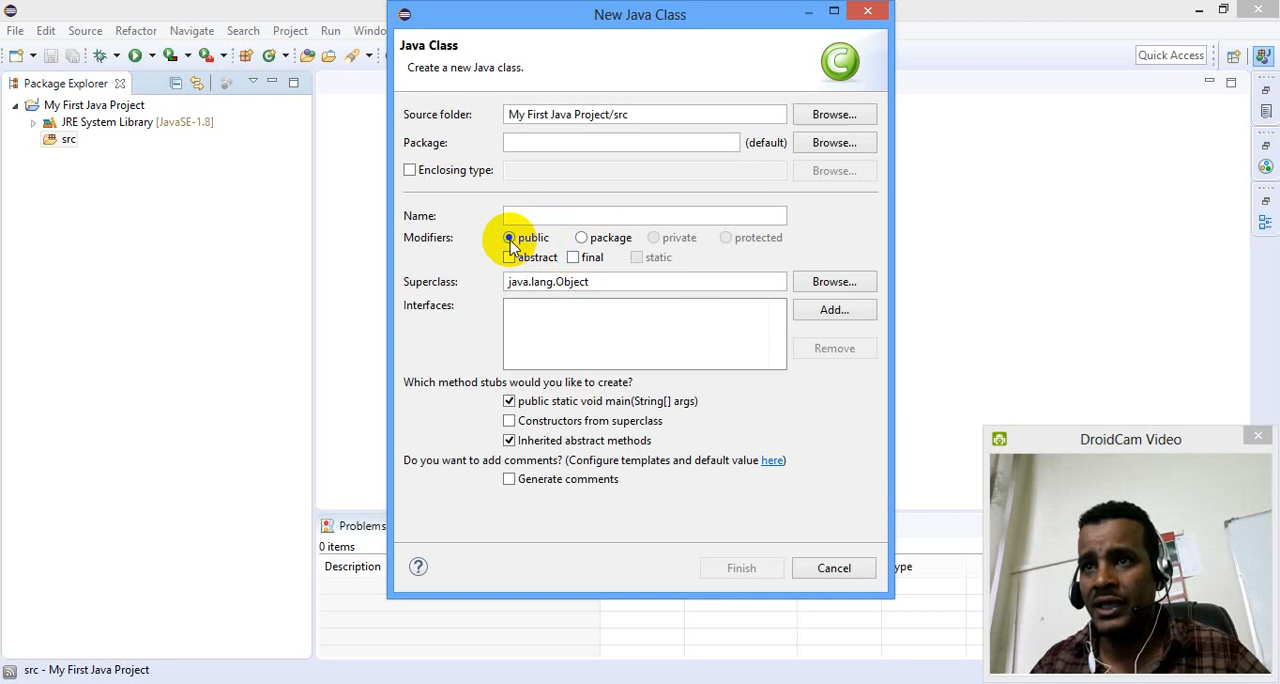 New Java Class
File Edit Source Refactor Navigate Search Project Run Windo
Quick Access
Java Class
Create a new Java class.
Package Explorer
My First Java Project
JRE System Library [JavaSE-1.8]
src
Source folder: My First Java Project/src Browse...
Package: (default) Browse...
Enclosing type: Browse...
Name:
Modifiers: public package private protected
abstract final static
Superclass: java.lang.Object Browse...
Interfaces: Add...
Remove
Which method stubs would you like to create?
public static void main(String[] args)
Constructors from superclass
Inherited abstract methods
Do you want to add comments? (Configure templates and default value here)
Generate comments
Finish Cancel
Problems
0 items
Description ype
DroidCam Video
src - My First Java Project